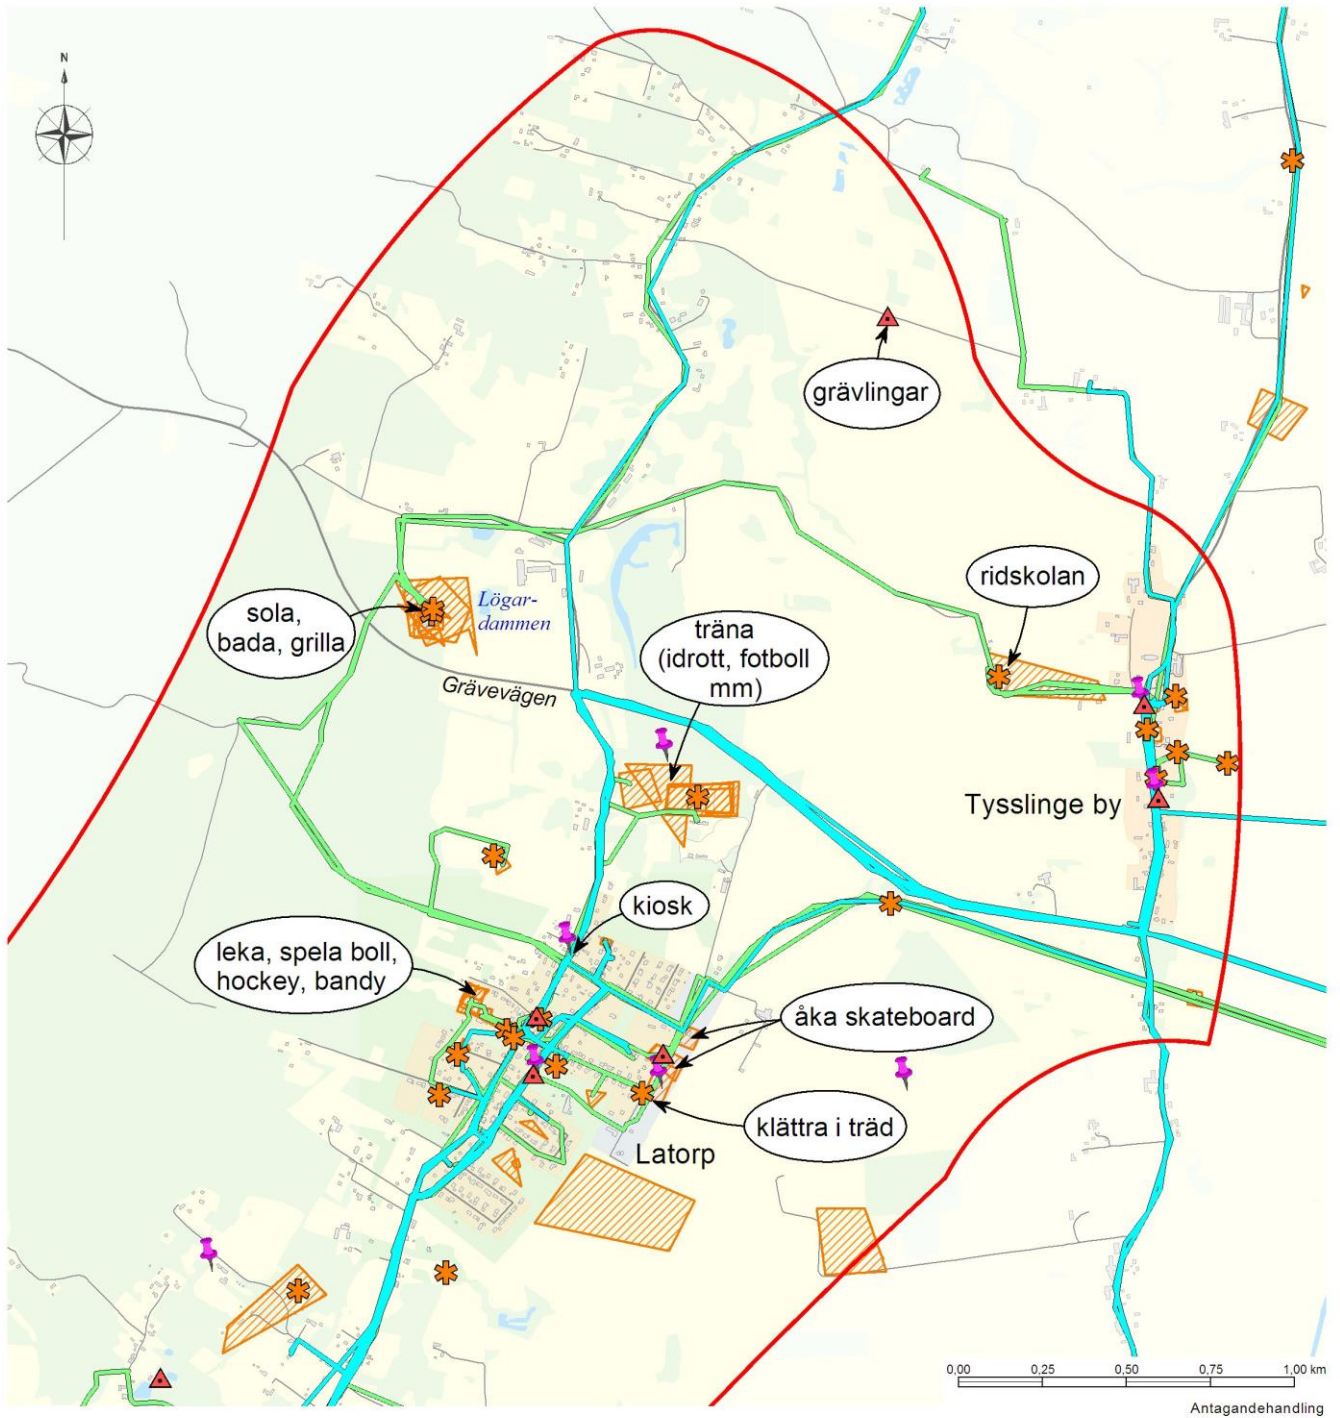 N
grävlingar
ridskolan
sola,
bada, grilla
Lögar-
dammen
träna
(idrott, fotboll
mm)
Grävevägen
Tysslinge by
kiosk
leka, spela boll,
hockey, bandy
åka skateboard
klättra i träd
Latorp
0,00 0,25 0,50 0,75 1,00 km
Antagandehandling